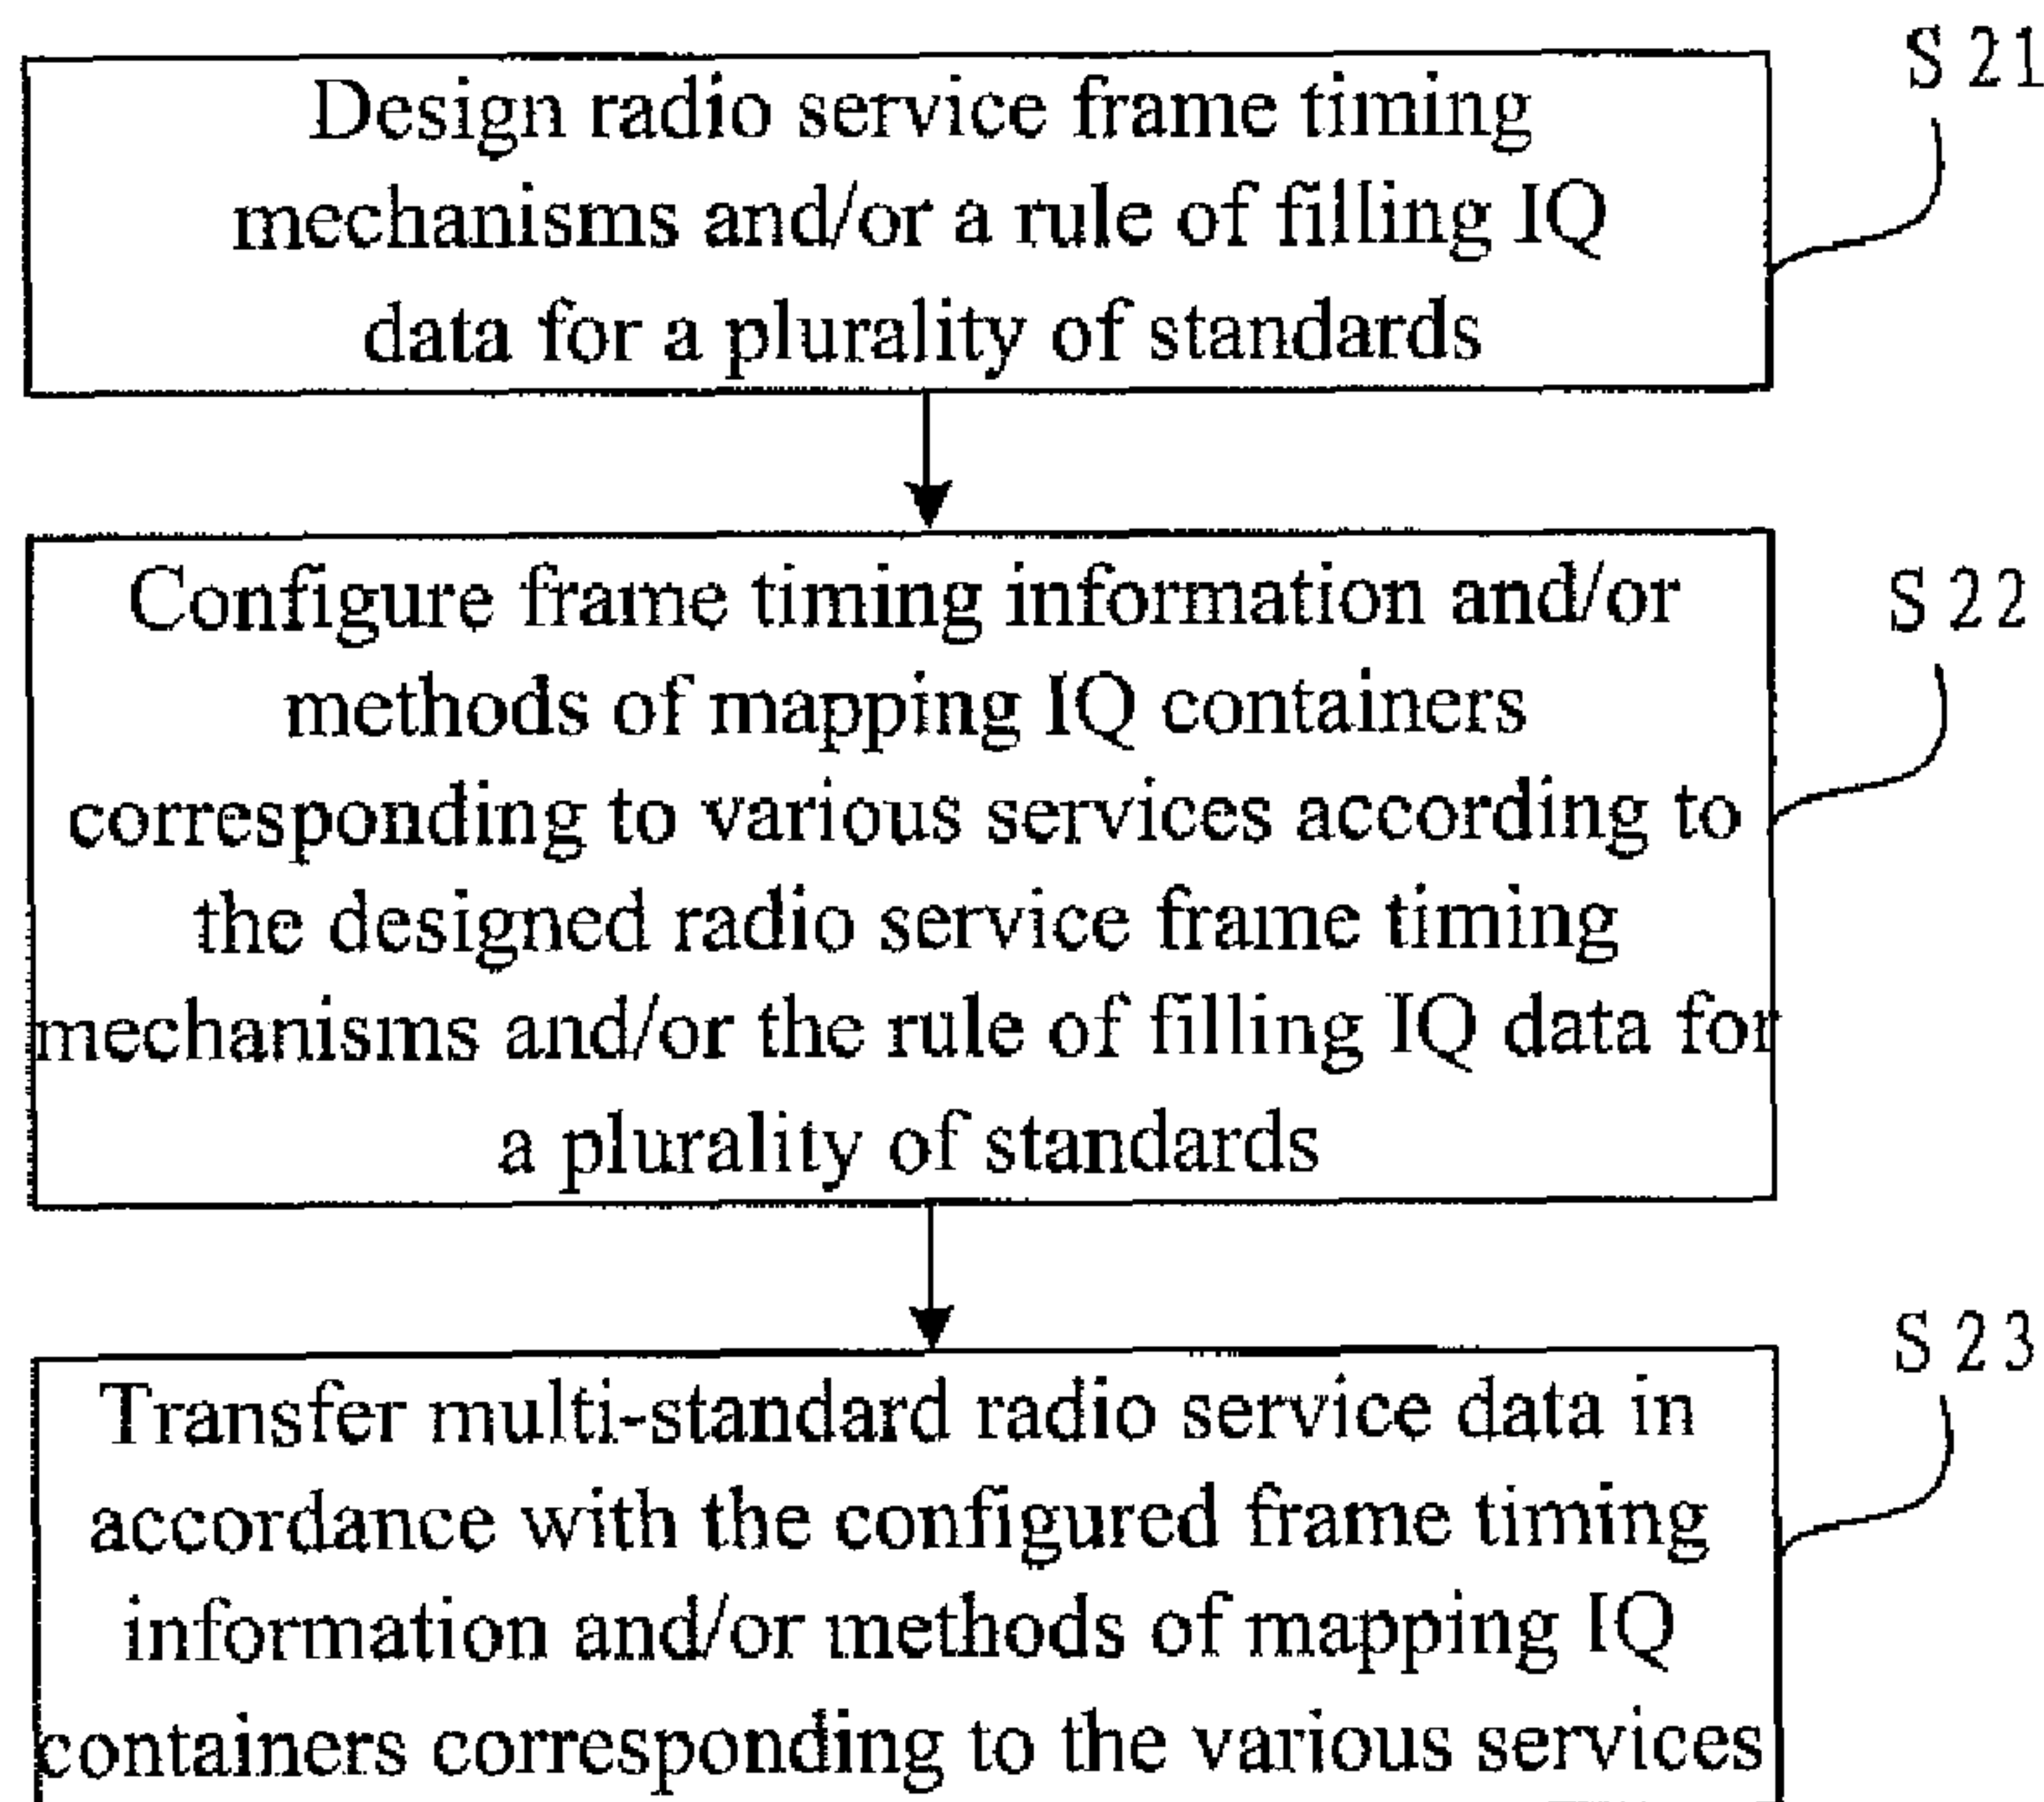 S 21
Design radio service frame timing
mechanisms and/or a rule of filling IQ
data for a plurality of standards
S 22
Configure frame timing information and/or
methods of mapping IQ containers
corresponding to various services according to
the designed radio service frame timing
mechanisms and/or the rule of filling IQ data for
a plurality of standards
S 23
Transfer multi-standard radio service data in
accordance with the configured frame timing
information and/or methods of mapping IQ
containers corresponding to the various services